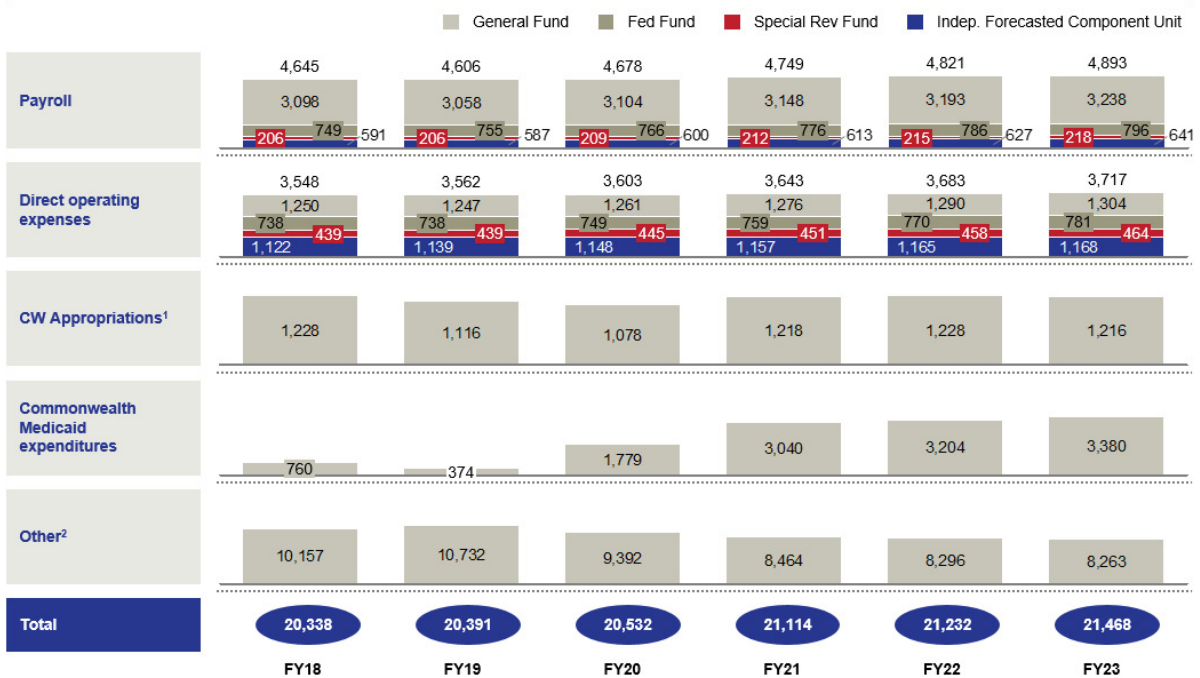 General Fund Fed Fund Special Rev Fund Indep. Forecasted Component Unit
4,645 4,606 4,678 4,749 4,821 4,893
Payroll
3,098 3,058 3,104 3,148 3,193 3,238
206 749 591 206 755 587 209 766 600 212 776 613 215 786 627 218 796 641
3,548 3,562 3,603 3,643 3,683 3,717
Direct operating
expenses
1,250 1,247 1,261 1,276 1,290 1,304
738 439 738 439 749 445 759 451 770 458 781 464
1,122 1,139 1,148 1,157 1,165 1,168
CW Appropriations¹
1,228 1,116 1,078 1,218 1,228 1,216
Commonwealth
Medicaid
expenditures
760 374 1,779 3,040 3,204 3,380
Other²
10,157 10,732 9,392 8,464 8,296 8,263
Total
20,338 20,391 20,532 21,114 21,232 21,468
FY18 FY19 FY20 FY21 FY22 FY23